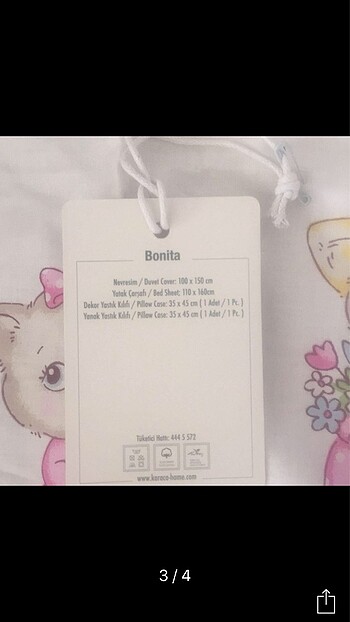 Bonita
Nevresim / Duvet Cover: 100 x 150 cm
Yatak Çarşafı / Bed Sheet: 110 x 160cm
Dekor Yastık Kılıfı / Pillow Case: 35 x 45 cm ( 1 Adet / 1 Pc. )
Yanak Yastık Kılıfı / Pillow Case: 35 x 45 cm ( 1 Adet / 1 Pc. )
Tüketici Hattı: 444 5 572
www.karaca-home.com
3 / 4